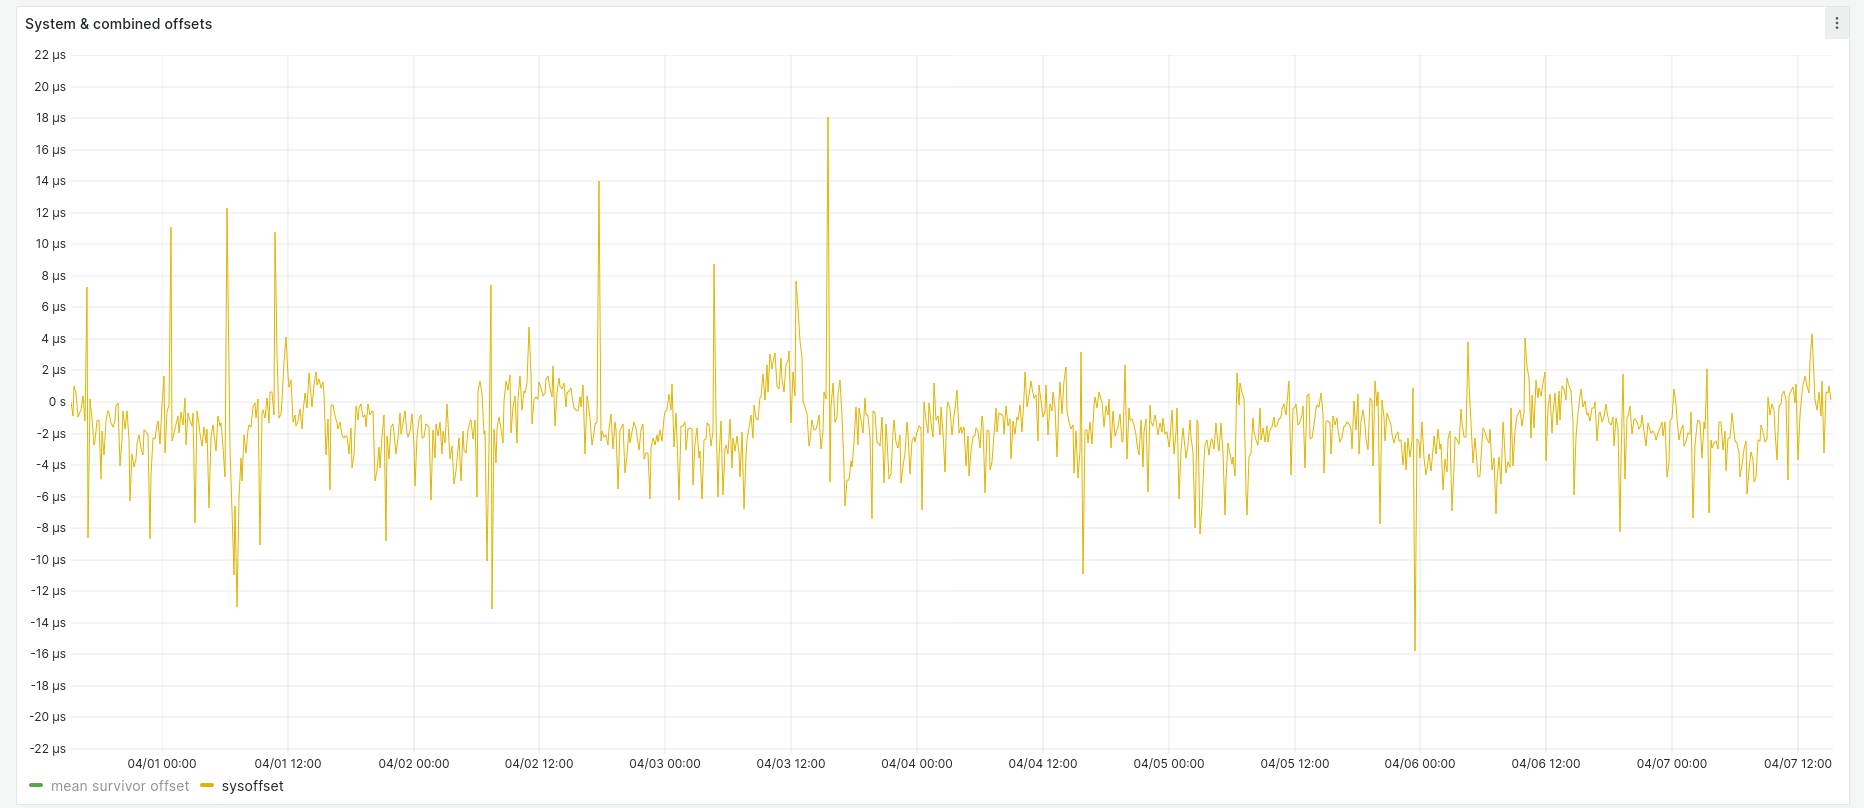 System & combined offsets
22 µs
20 µs
18 µs
16 µs
14 µs
12 µs
10 µs
8 µs
6 µs
4 µs
2 µs
0 s
-2 µs
-4 µs
-6 µs
-8 µs
-10 µs
-12 µs
-14 µs
-16 µs
-18 µs
-20 µs
-22 µs
04/01 00:00 04/01 12:00 04/02 00:00 04/02 12:00 04/03 00:00 04/03 12:00 04/04 00:00 04/04 12:00 04/05 00:00 04/05 12:00 04/06 00:00 04/06 12:00 04/07 00:00 04/07 12:00
mean survivor offset sysoffset